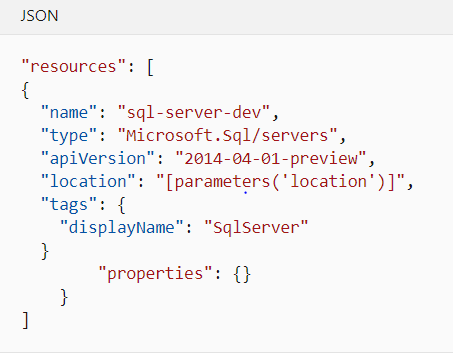 JSON
"resources": [
{
"name": "sql-server-dev",
"type": "Microsoft.Sql/servers",
"apiVersion": "2014-04-01-preview",
"location": "[parameters('location')]",
"tags": {
"displayName": "SqlServer"
}
"properties": {}
}
]